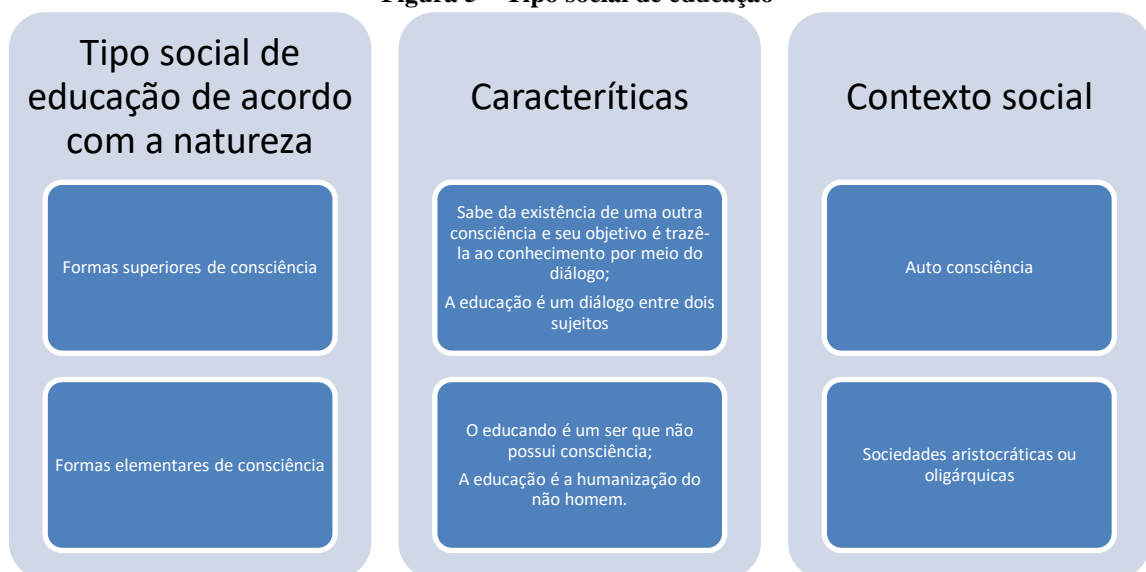 Tipo social de educação
Tipo social de
educação de acordo
com a natureza
Formas superiores de consciência
Formas elementares de consciência
Caracteríticas
Sabe da existência de uma outra
consciência e seu objetivo é trazê-
la ao conhecimento por meio do
diálogo;
A educação é um diálogo entre dois
sujeitos
O educando é um ser que não
possui consciência;
A educação é a humanização do
não homem.
Contexto social
Auto consciência
Sociedades aristocráticas ou
oligárquicas